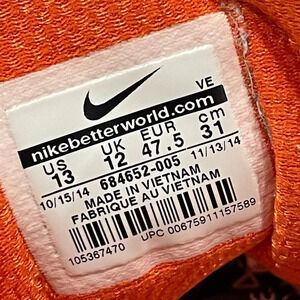 VE
nikebetterworld.com
US UK EUR cm
13 12 47.5 31
10/15/14 684652-005 11/13/14
MADE IN VIETNAM
FABRIQUE AU VIETNAM
105367470 UPC 00675911157589